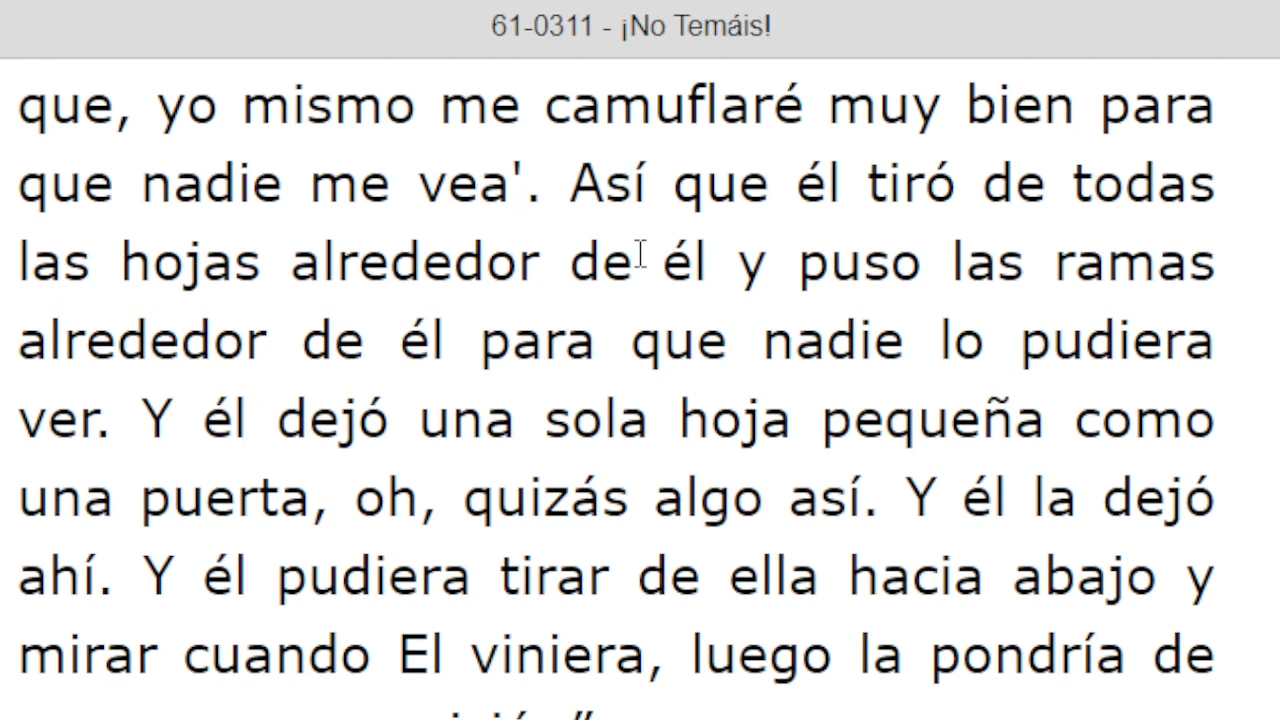 61-0311 - ¡No Temáis!
que, yo mismo me camuflaré muy bien para
que nadie me vea'. Así que él tiró de todas
las hojas alrededor de él y puso las ramas
alrededor de él para que nadie lo pudiera
ver. Y él dejó una sola hoja pequeña como
una puerta, oh, quizás algo así. Y él la dejó
ahí. Y él pudiera tirar de ella hacia abajo y
mirar cuando El viniera, luego la pondría de